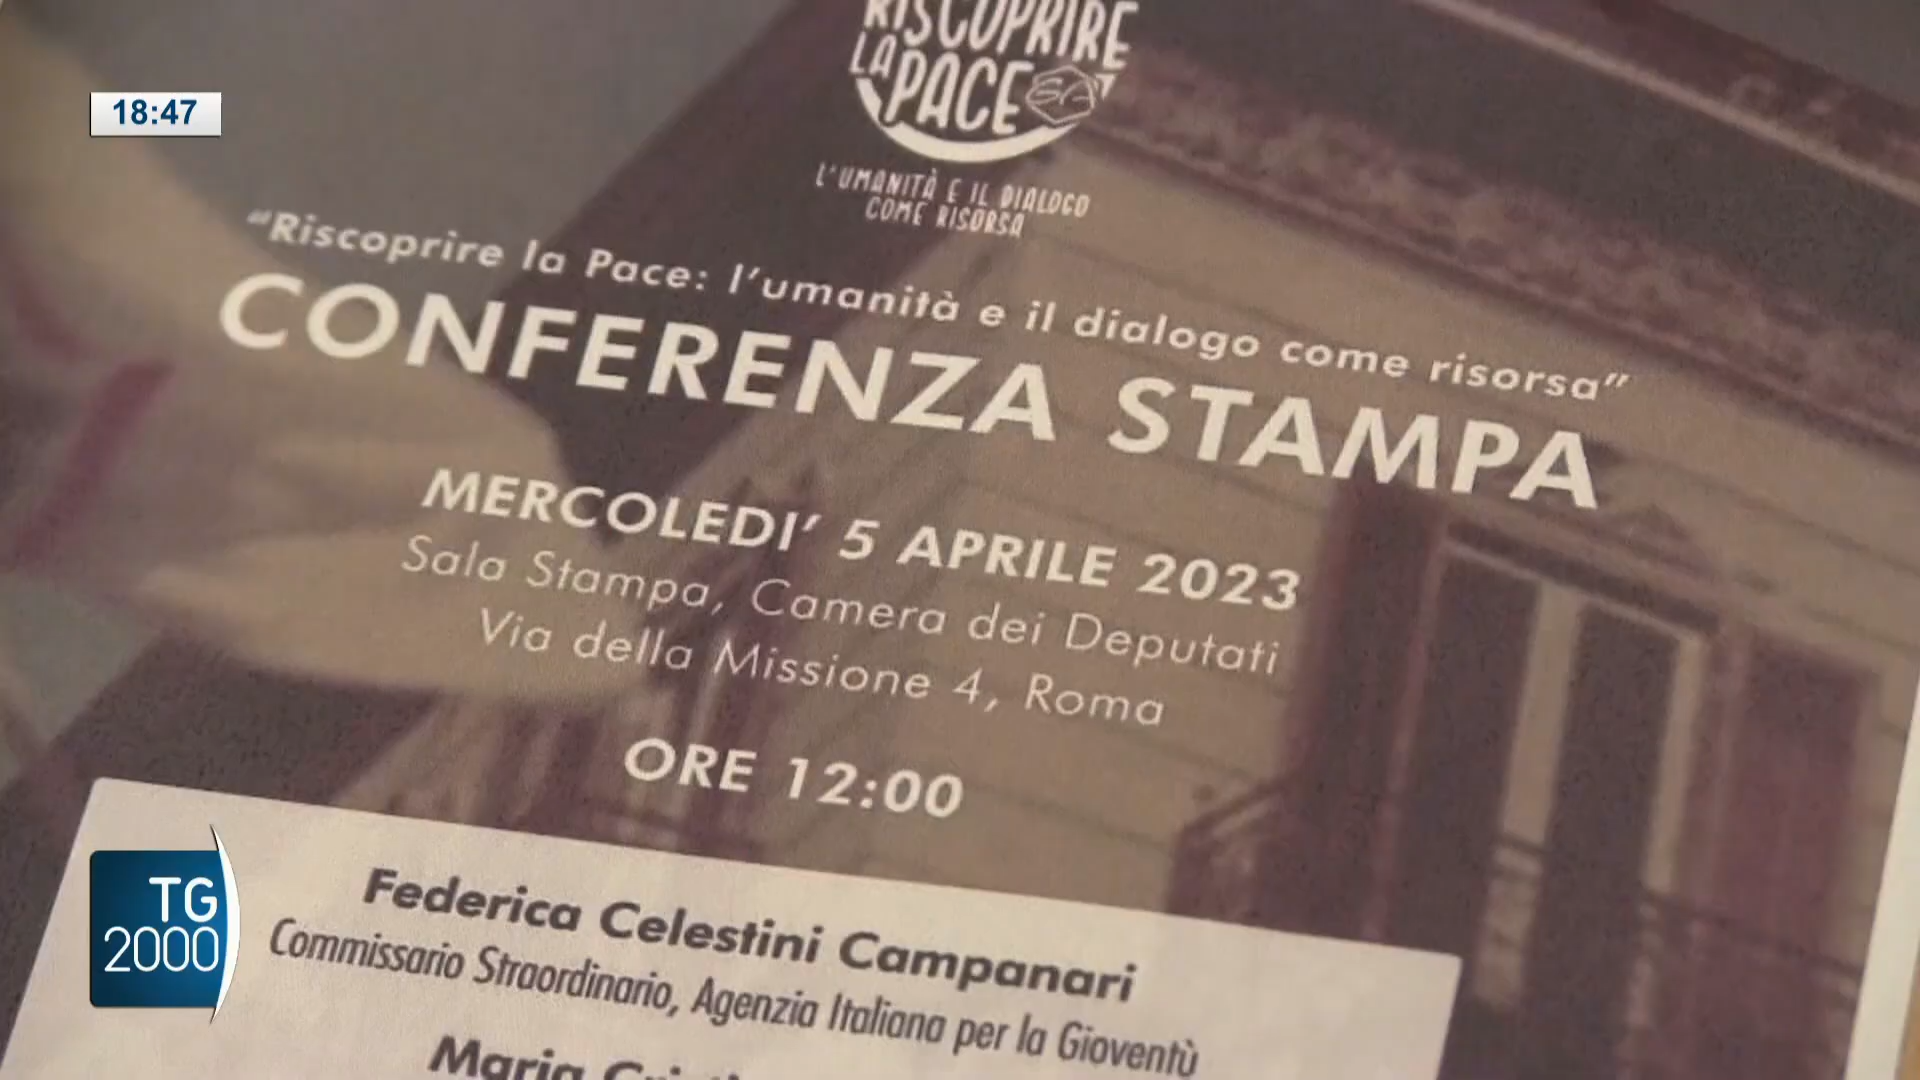 18:47
RISCOPRIRE
LA PACE
L'UMANITÀ E IL DIALOGO
COME RISORSA
"Riscoprire la Pace: l'umanità e il dialogo come risorsa"
CONFERENZA STAMPA
MERCOLEDI' 5 APRILE 2023
Sala Stampa, Camera dei Deputati
Via della Missione 4, Roma
ORE 12:00
Federica Celestini Campanari
Commissario Straordinario, Agenzia Italiana per la Gioventù
Maria
TG
2000